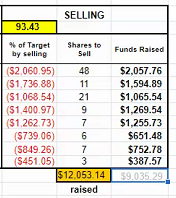 SELLING
93.43
% of Target by selling Shares to Sell Funds Raised
($2,060.95) 48 $2,057.76
($1,736.88) 11 $1,594.89
($1,068.54) 21 $1,065.54
($1,400.97) 9 $1,269.54
($1,262.73) 7 $1,255.73
($739.06) 6 $651.48
($849.26) 7 $752.78
($451.05) 3 $387.57
$12,053.14 $9,035.29
raised